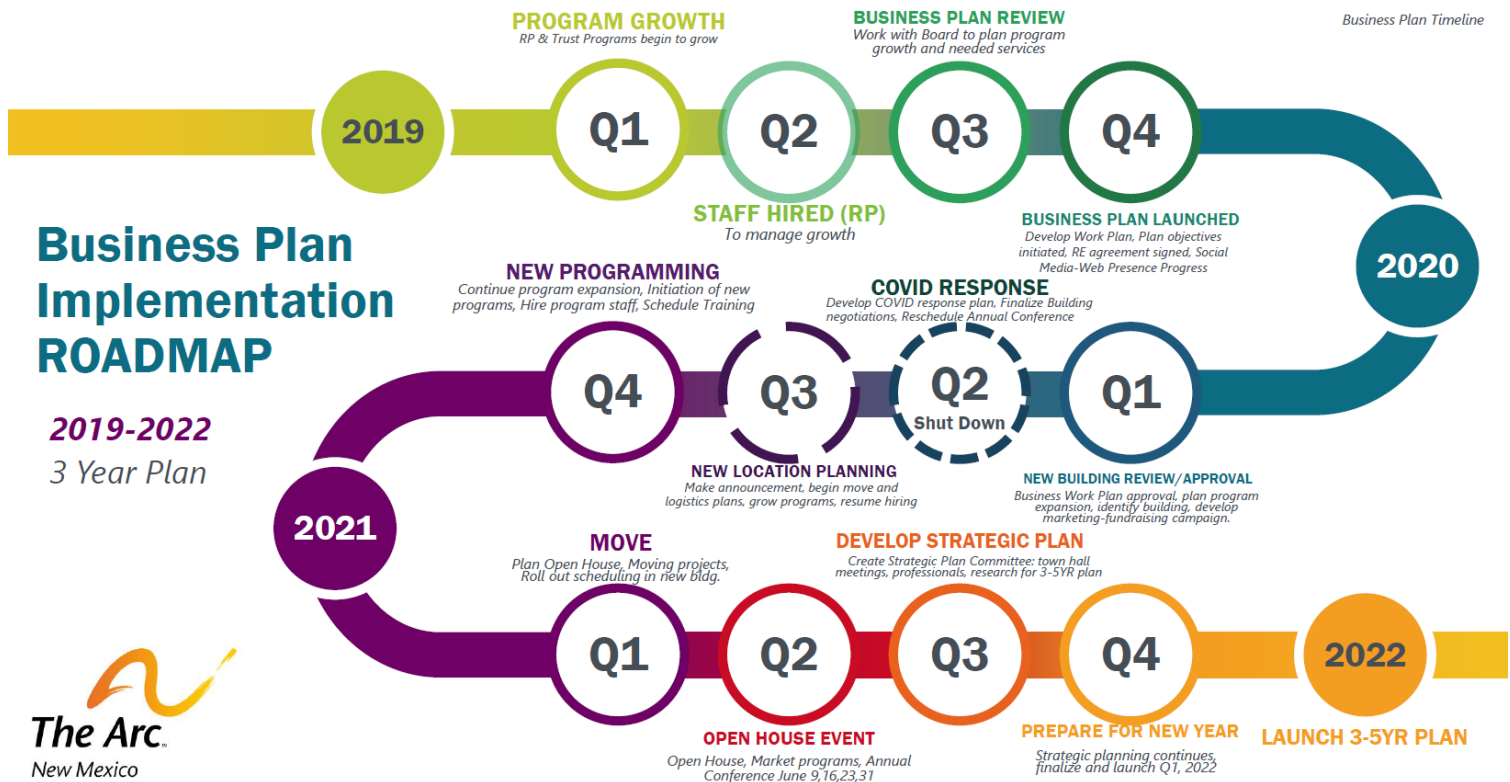 Business Plan Timeline
PROGRAM GROWTH
RP & Trust Programs begin to grow
BUSINESS PLAN REVIEW
Work with Board to plan program
growth and needed services
2019
Q1
Q2
Q3
Q4
STAFF HIRED (RP)
To manage growth
BUSINESS PLAN LAUNCHED
Develop Work Plan, Plan objectives
initiated, RE agreement signed, Social
Media-Web Presence Progress
2020
Business Plan
Implementation
ROADMAP
2019-2022
3 Year Plan
NEW PROGRAMMING
Continue program expansion, Initiation of new
programs, Hire program staff, Schedule Training
COVID RESPONSE
Develop COVID response plan, Finalize Building
negotiations, Reschedule Annual Conference
Q4
Q3
Q2
Shut Down
Q1
NEW LOCATION PLANNING
Make announcement, begin move and
logistics plans, grow programs, resume hiring
NEW BUILDING REVIEW/APPROVAL
Business Work Plan approval, plan program
expansion, identify building, develop
marketing-fundraising campaign.
2021
MOVE
Plan Open House, Moving projects,
Roll out scheduling in new bldg.
DEVELOP STRATEGIC PLAN
Create Strategic Plan Committee: town hall
meetings, professionals, research for 3-5YR plan
Q1
Q2
Q3
Q4
2022
OPEN HOUSE EVENT
Open House, Market programs, Annual
Conference June 9,16,23,31
PREPARE FOR NEW YEAR
Strategic planning continues,
finalize and launch Q1, 2022
LAUNCH 3-5YR PLAN
The Arc™
New Mexico